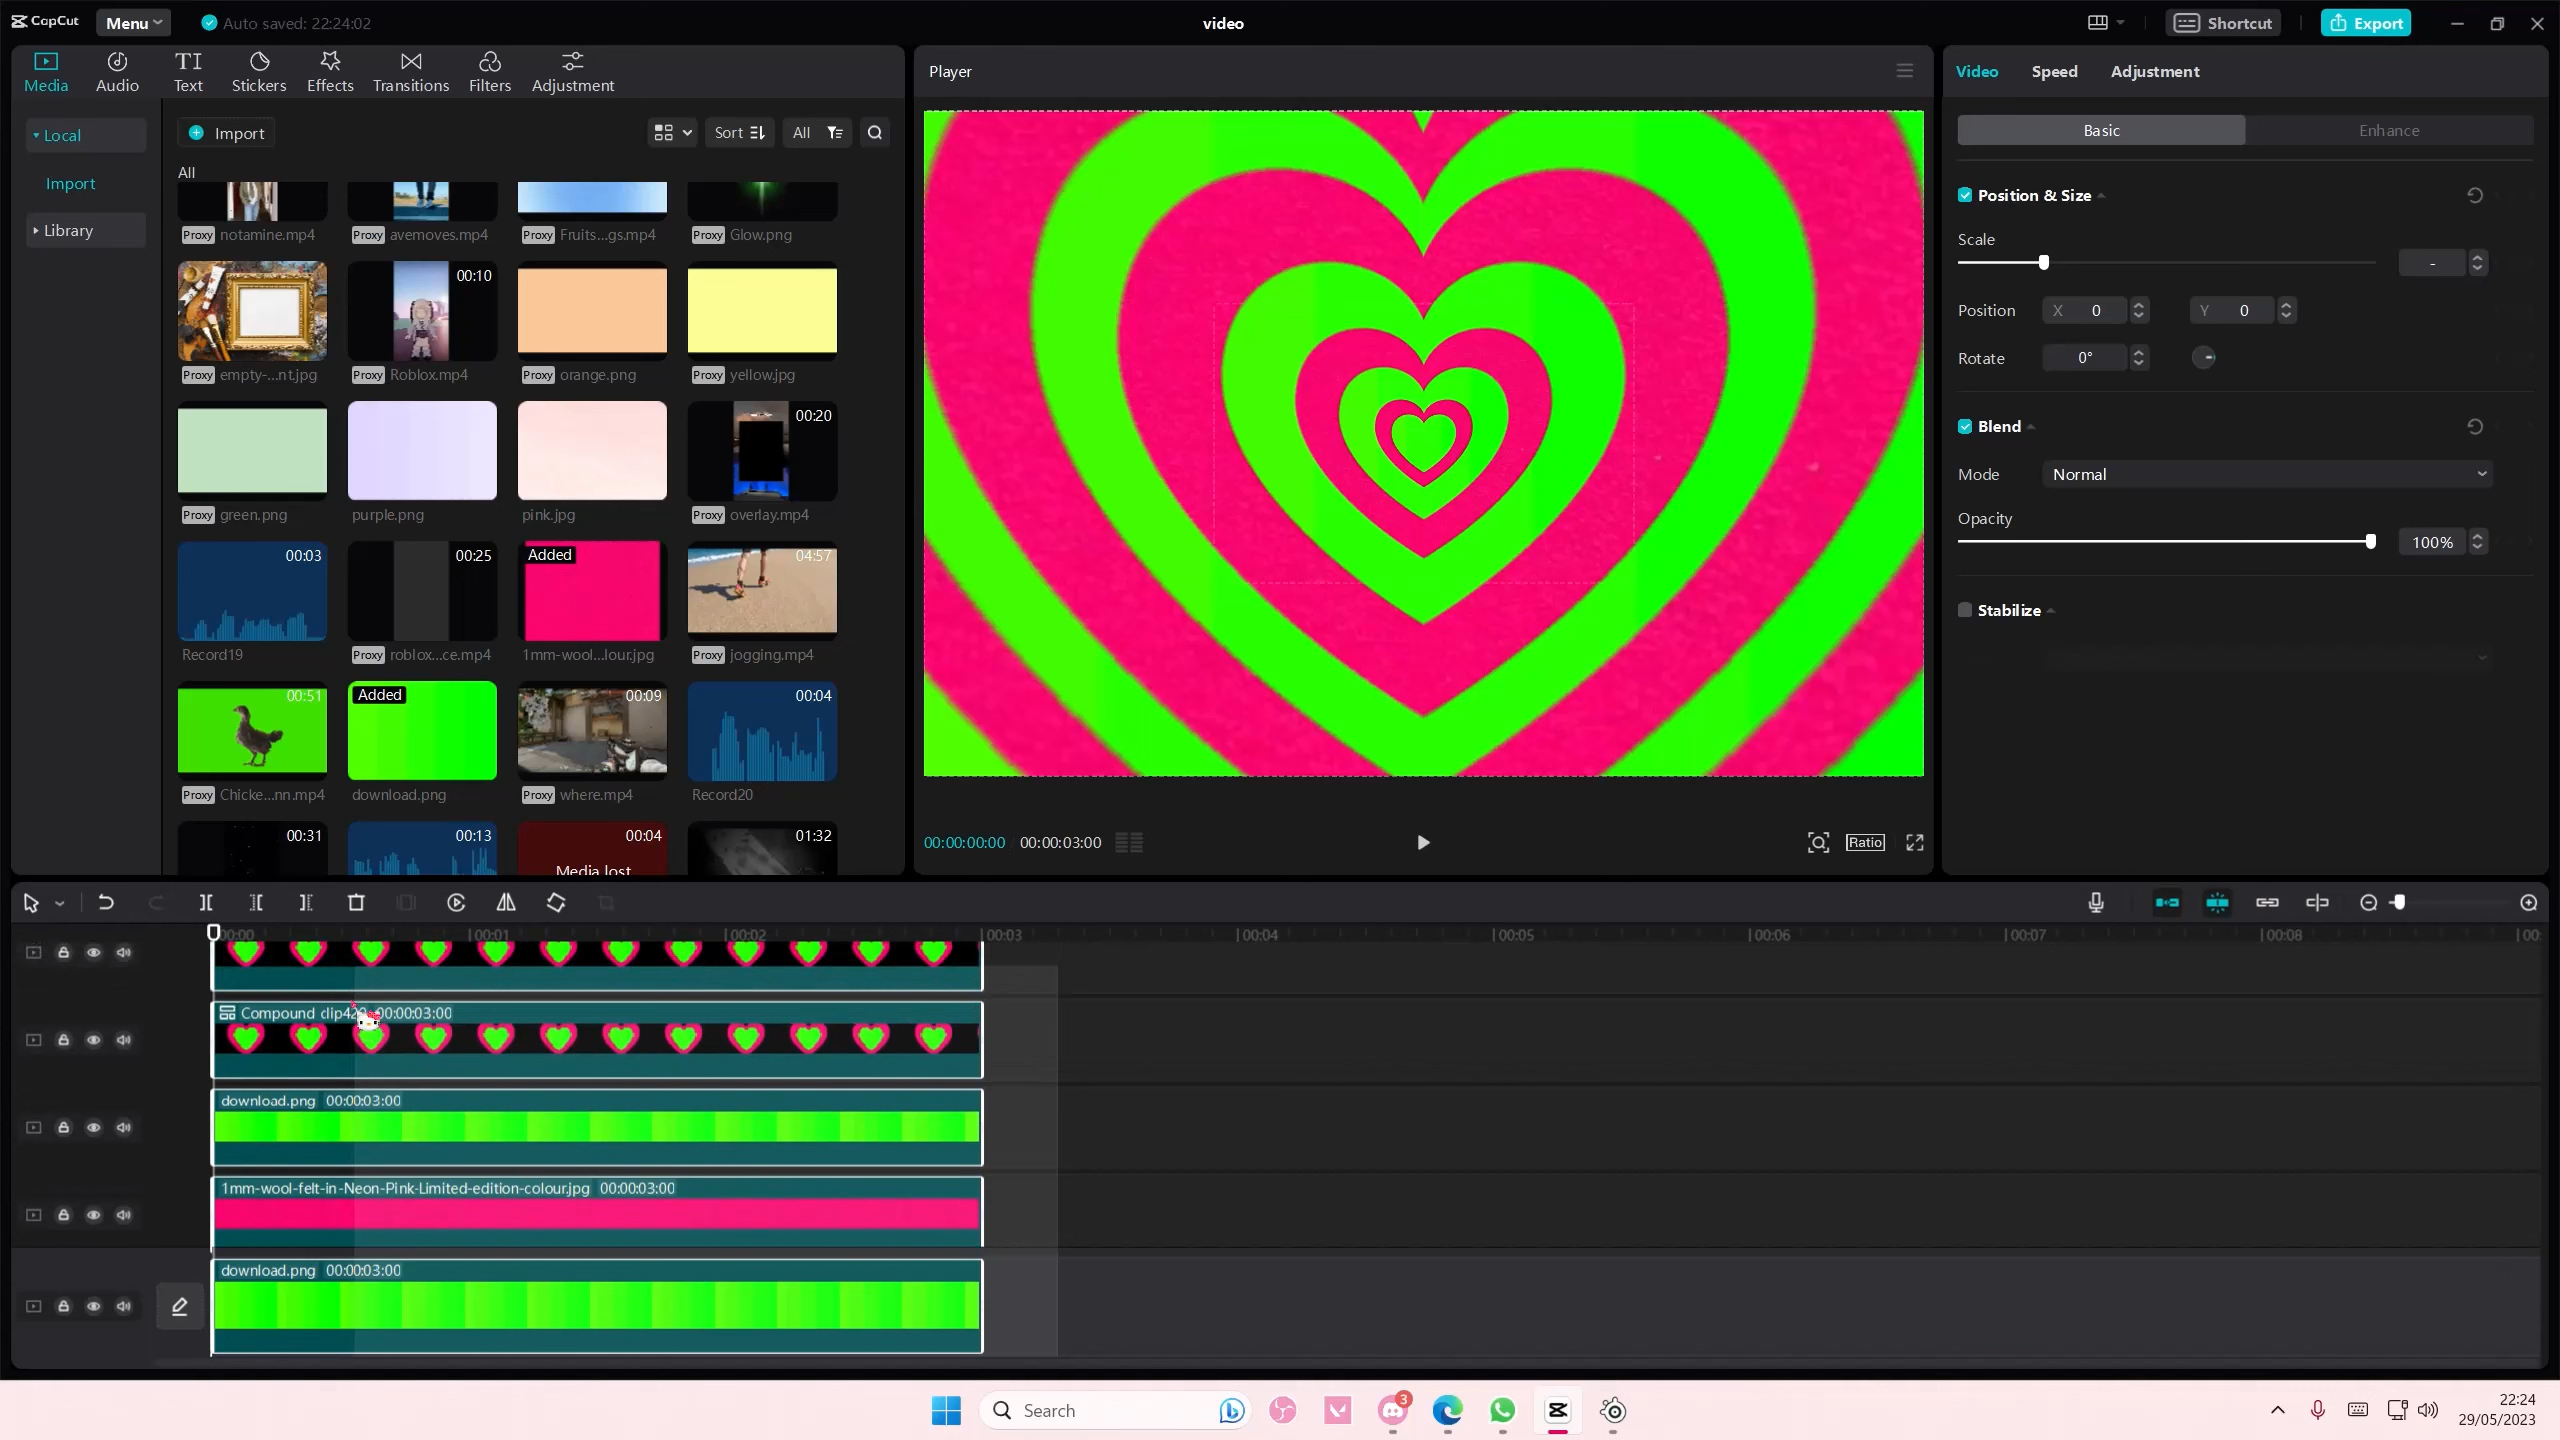 CapCut
Menu
Auto saved: 22:24:02
video
Shortcut
Export
Media
Audio
Text
Stickers
Effects
Transitions
Filters
Adjustment
Player
Video
Speed
Adjustment
Local
Import
Library
Import
Sort
All
All
Proxy notamine.mp4
Proxy avemoves.mp4
Proxy Fruits...gs.mp4
Proxy Glow.png
00:10
Proxy empty-...nt.jpg
Proxy Roblox.mp4
Proxy orange.png
Proxy yellow.jpg
00:20
Proxy green.png
purple.png
pink.jpg
Proxy overlay.mp4
00:03
00:25
Added
04:57
Record19
Proxy roblox...ce.mp4
1mm-wool...lour.jpg
Proxy jogging.mp4
00:51
Added
00:09
00:04
Proxy Chicke...nn.mp4
download.png
Proxy where.mp4
Record20
00:31
00:13
00:04
01:32
Media lost
00:00:00:00
00:00:03:00
Ratio
Basic
Enhance
Position & Size
Scale
-
Position
X 0
Y 0
Rotate
0°
Blend
Mode
Normal
Opacity
100%
Stabilize
00:00
00:01
00:02
00:03
00:04
00:05
00:06
00:07
00:08
00:
00:00:03:00
download.png 00:00:03:00
1mm-wool-felt-in-Neon-Pink-Limited-edition-colour.jpg 00:00:03:00
download.png 00:00:03:00
Search
3
22:24
29/05/2023